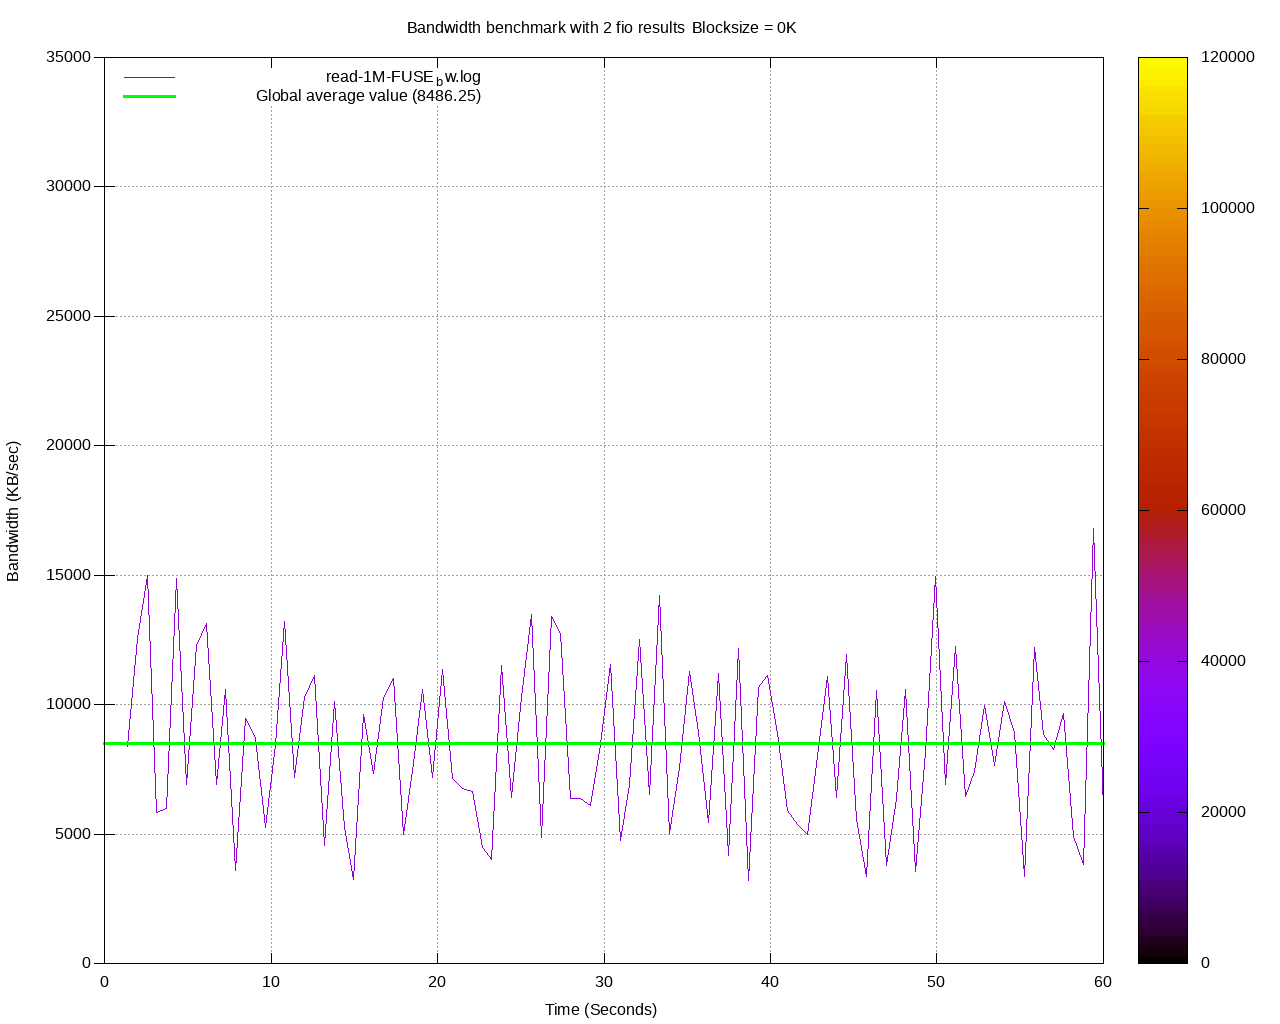 Bandwidth benchmark with 2 fio results Blocksize = 0K
35000
30000
25000
20000
15000
10000
5000
0
Bandwidth (KB/sec)
read-1M-FUSE_bw.log
Global average value (8486.25)
0 10 20 30 40 50 60
Time (Seconds)
120000
100000
80000
60000
40000
20000
0